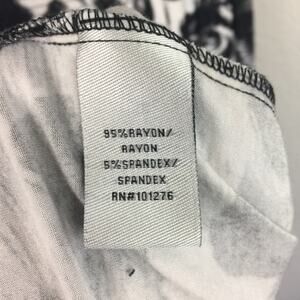 95%RAYON/
RAYON
5%SPANDEX/
SPANDEX
RN#101276